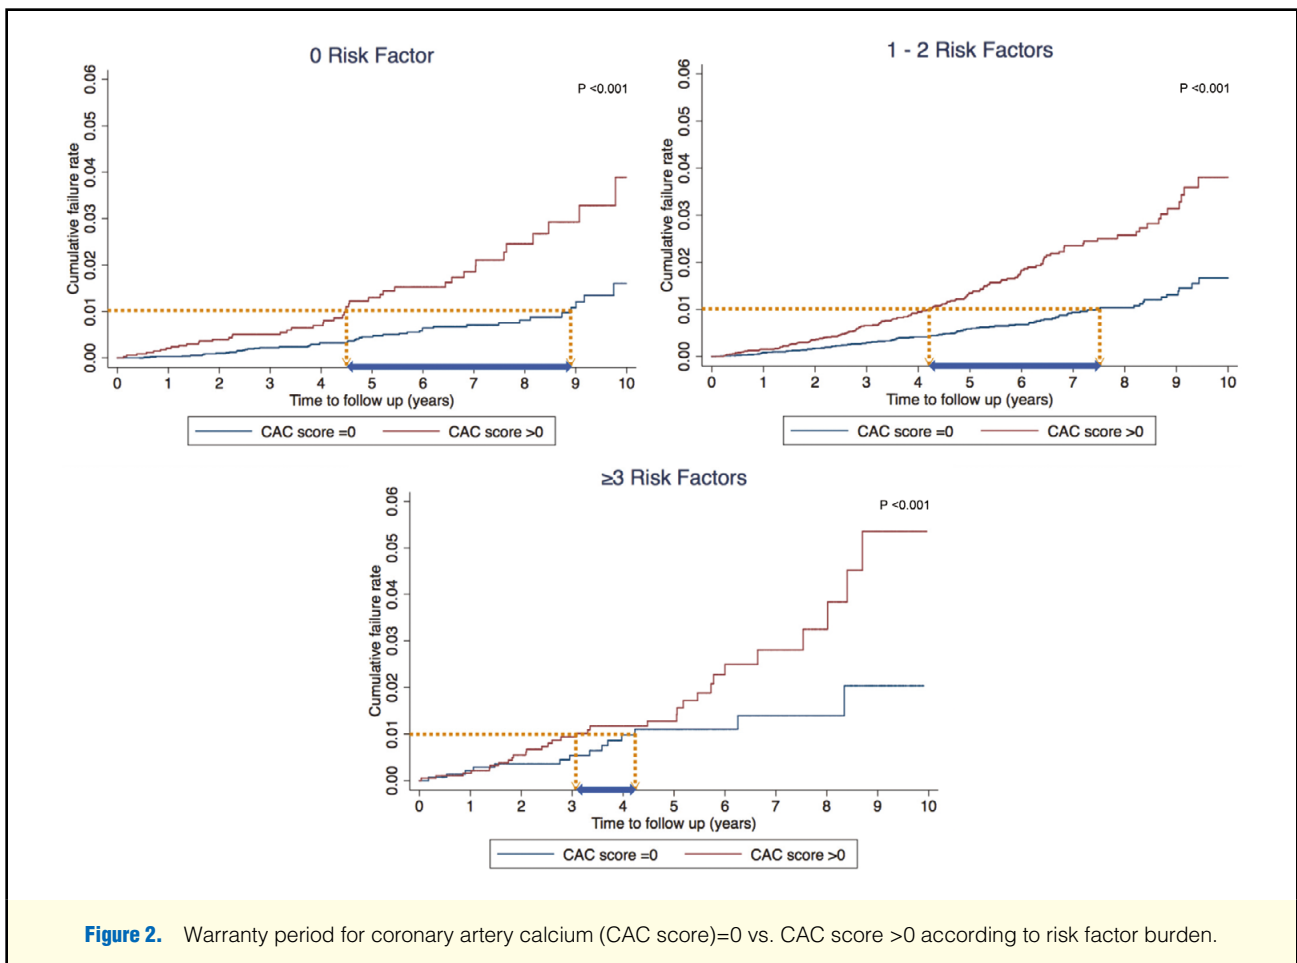 0 Risk Factor
P <0.001
Cumulative failure rate
0.06
0.05
0.04
0.03
0.02
0.01
0.00
0 1 2 3 4 5 6 7 8 9 10
Time to follow up (years)
CAC score =0 CAC score >0
1 - 2 Risk Factors
P <0.001
Cumulative failure rate
0.06
0.05
0.04
0.03
0.02
0.01
0.00
0 1 2 3 4 5 6 7 8 9 10
Time to follow up (years)
CAC score =0 CAC score >0
≥3 Risk Factors
P <0.001
Cumulative failure rate
0.06
0.05
0.04
0.03
0.02
0.01
0.00
0 1 2 3 4 5 6 7 8 9 10
Time to follow up (years)
CAC score =0 CAC score >0
Figure 2. Warranty period for coronary artery calcium (CAC score)=0 vs. CAC score >0 according to risk factor burden.